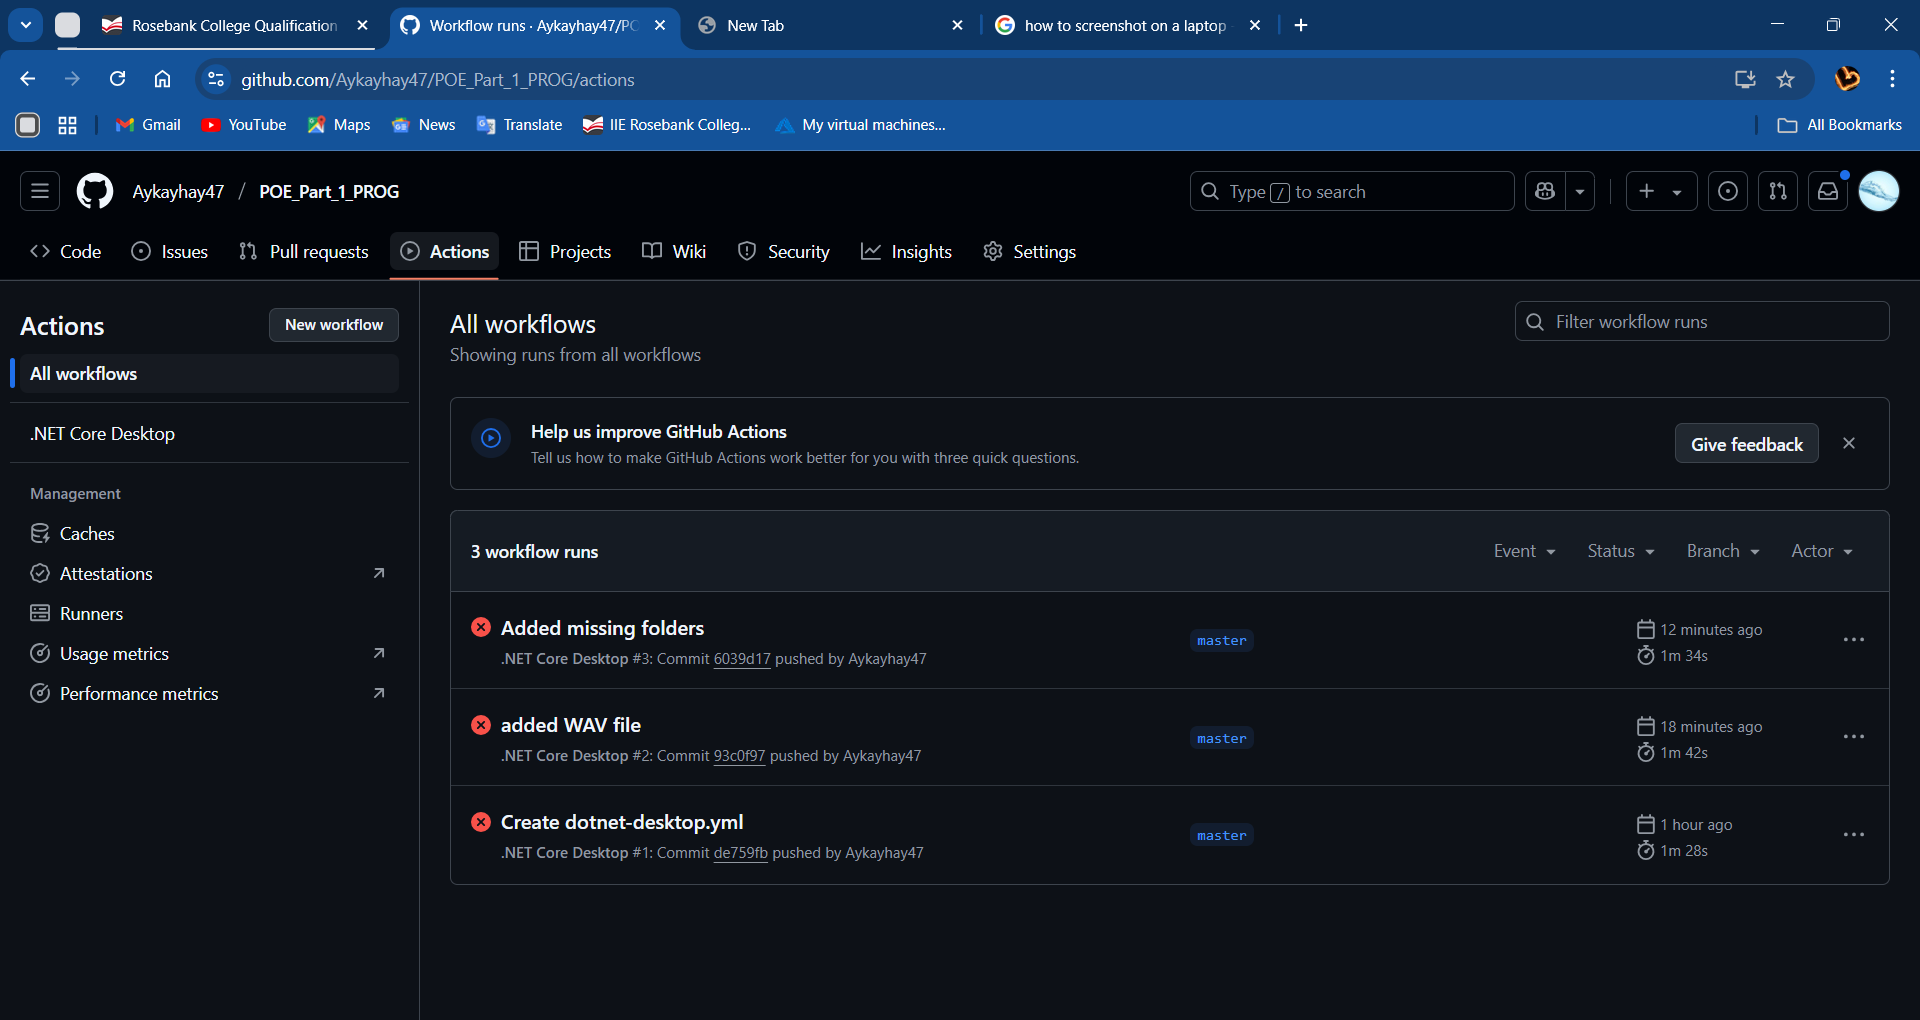 Rosebank College Qualification
Workflow runs · Aykayhay47/PO
New Tab
how to screenshot on a laptop
github.com/Aykayhay47/POE_Part_1_PROG/actions
Gmail
YouTube
Maps
News
Translate
IIE Rosebank Colleg...
My virtual machines...
All Bookmarks
Aykayhay47 / POE_Part_1_PROG
Type / to search
Code
Issues
Pull requests
Actions
Projects
Wiki
Security
Insights
Settings
Actions
New workflow
All workflows
.NET Core Desktop
Management
Caches
Attestations
Runners
Usage metrics
Performance metrics
All workflows
Showing runs from all workflows
Filter workflow runs
Help us improve GitHub Actions
Tell us how to make GitHub Actions work better for you with three quick questions.
Give feedback
3 workflow runs
Event
Status
Branch
Actor
Added missing folders
.NET Core Desktop #3: Commit 6039d17 pushed by Aykayhay47
master
12 minutes ago
1m 34s
added WAV file
.NET Core Desktop #2: Commit 93c0f97 pushed by Aykayhay47
master
18 minutes ago
1m 42s
Create dotnet-desktop.yml
.NET Core Desktop #1: Commit de759fb pushed by Aykayhay47
master
1 hour ago
1m 28s